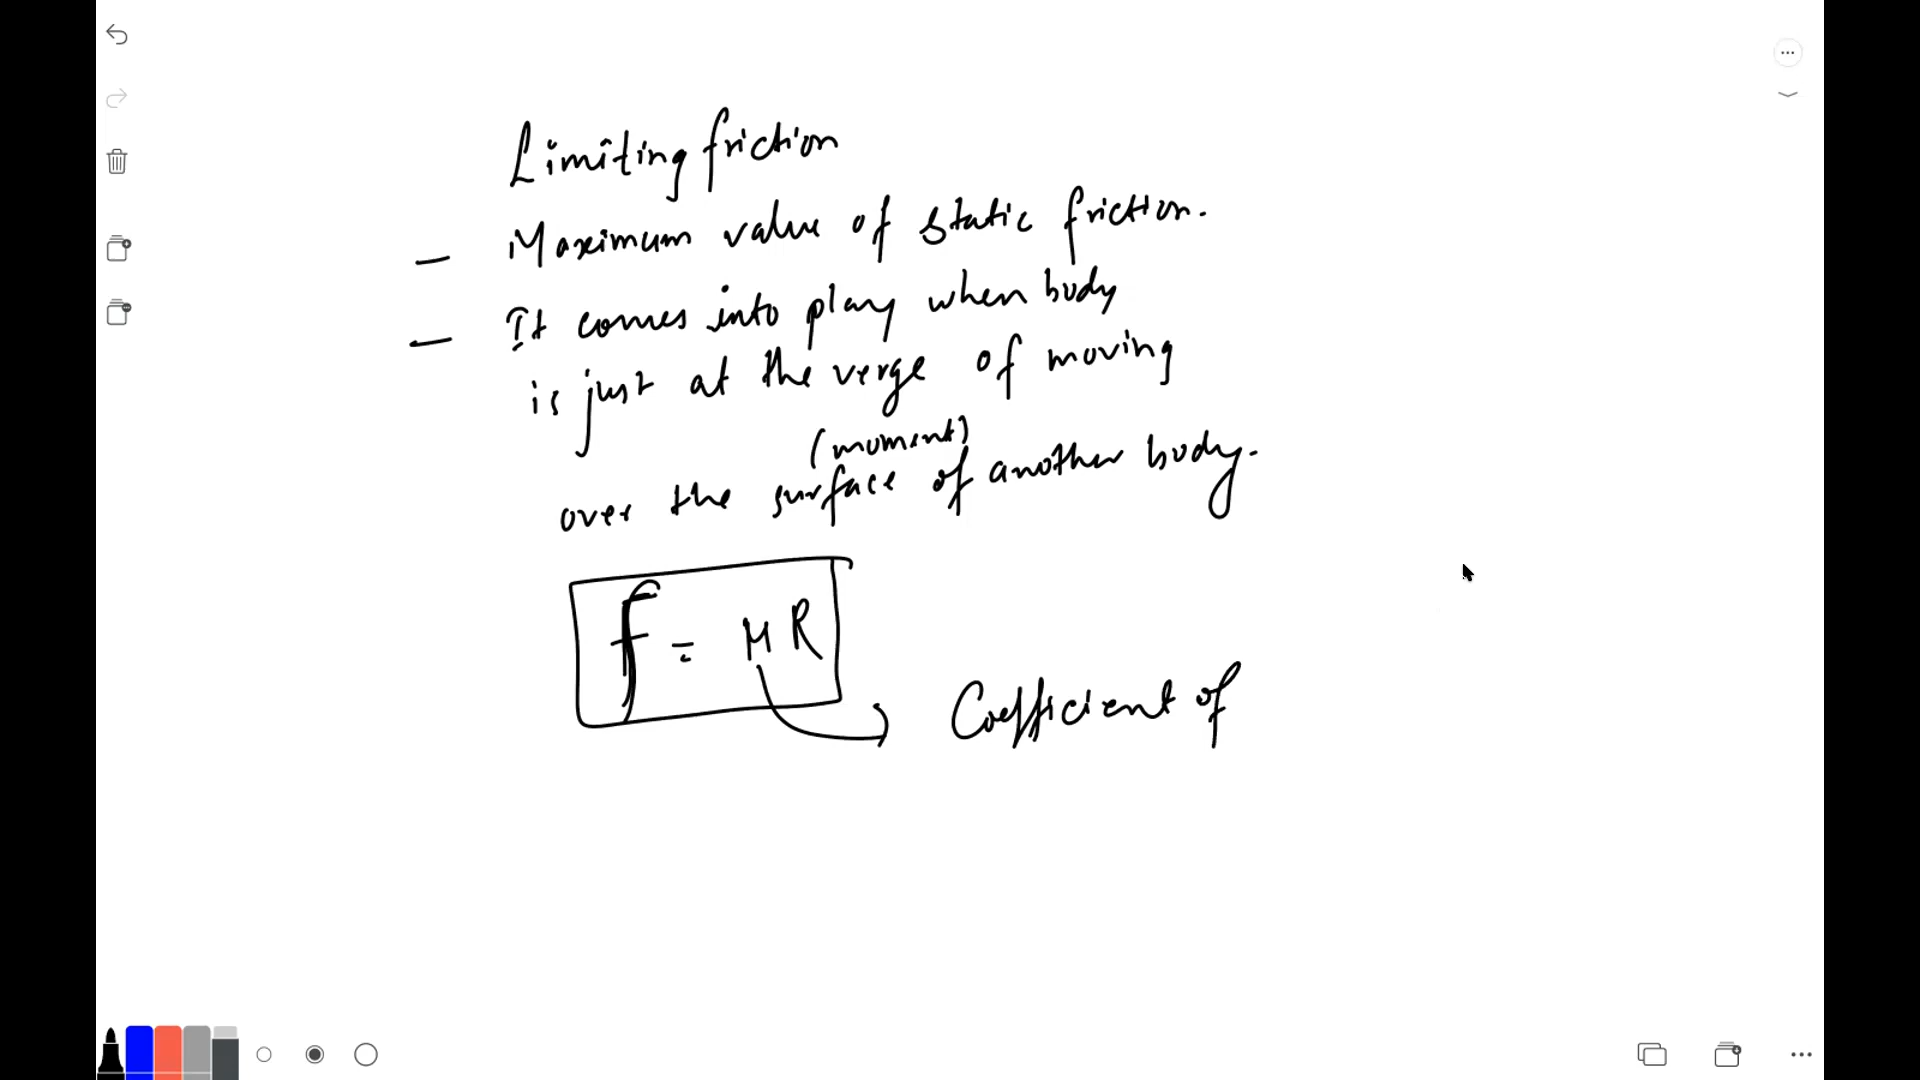 Limiting friction
- Maximum value of static friction.
- It comes into play when body
is just at the verge of moving
(moment)
over the surface of another body.
f = μR
Coefficient of